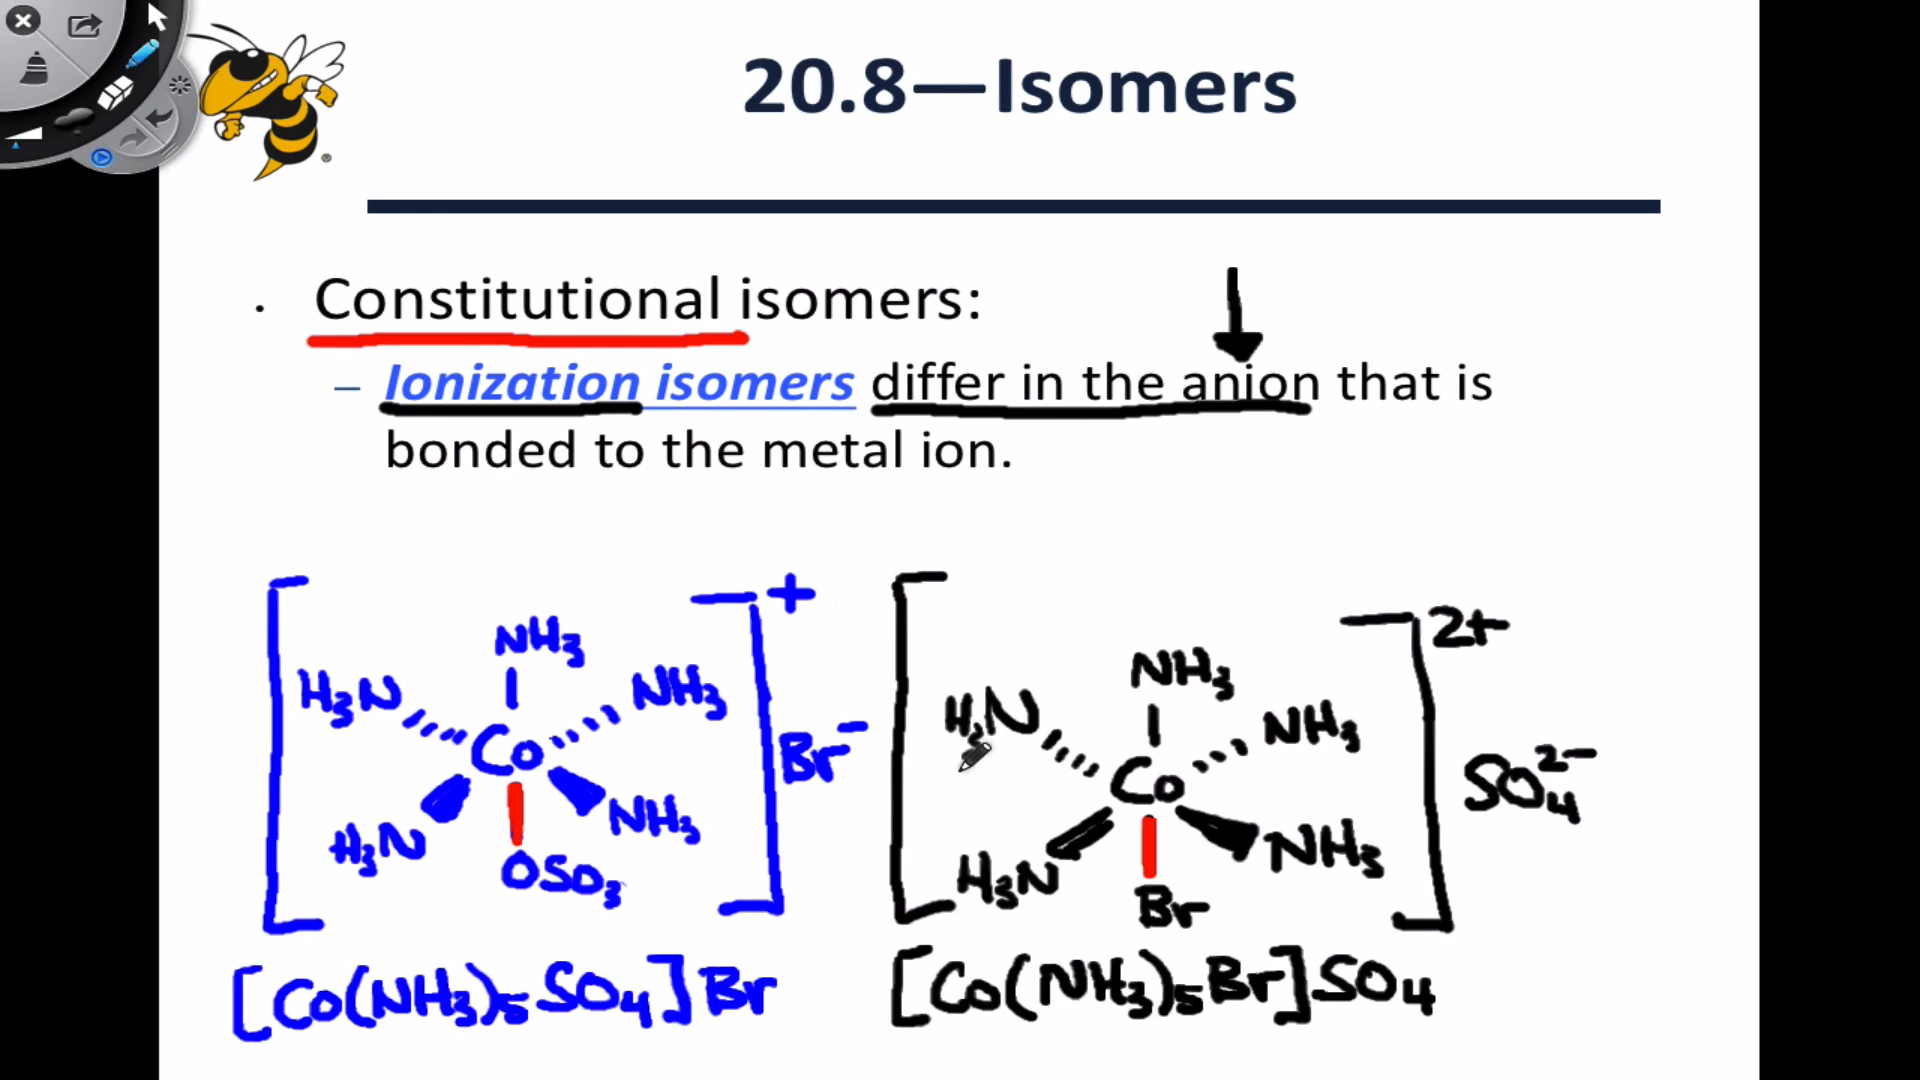 20.8—Isomers
• Constitutional isomers:
– Ionization isomers differ in the anion that is
bonded to the metal ion.
[ ]+
NH3
H3N NH3
Co
Br-
H3N NH3
OSO3
[Co(NH3)5SO4]Br
[ ]2+
NH3
H3N NH3
Co
SO4 2-
H3N NH3
Br
[Co(NH3)5Br]SO4
®